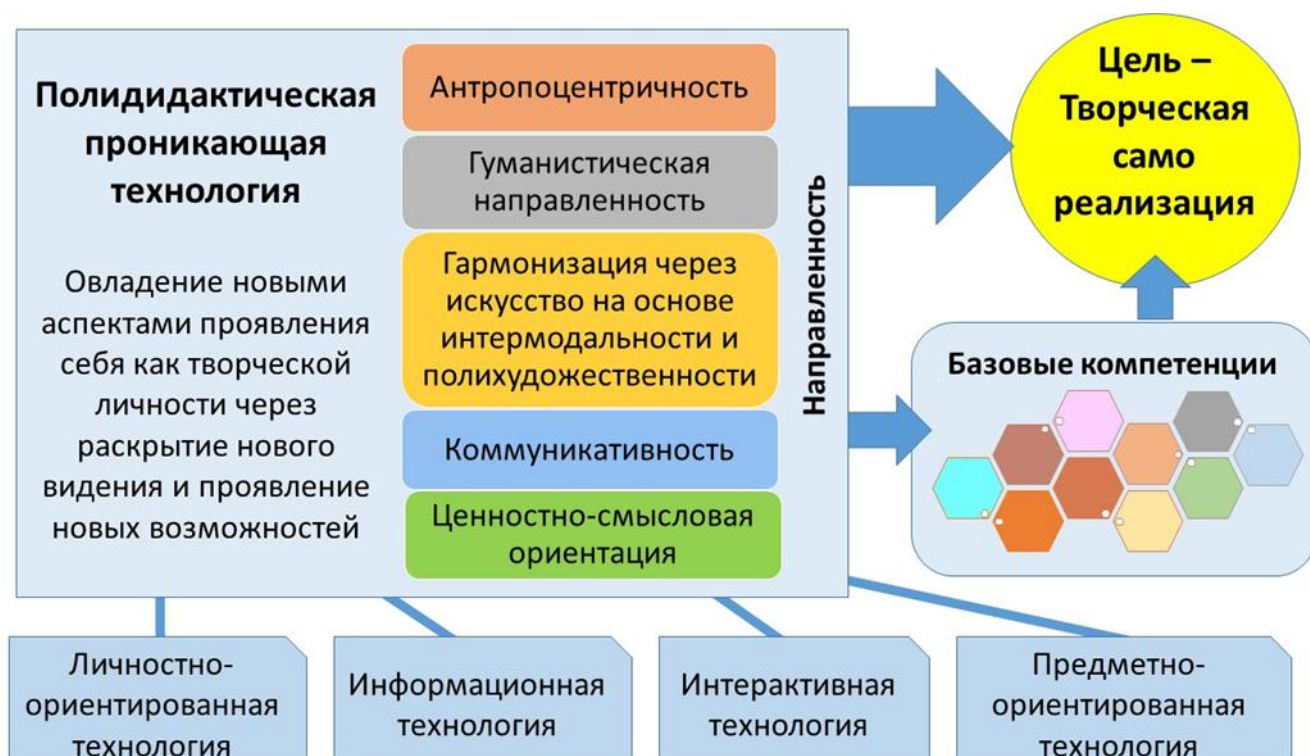 Полидидактическая
проникающая
технология
Овладение новыми
аспектами проявления
себя как творческой
личности через
раскрытие нового
видения и проявление
новых возможностей
Антропоцентричность
Гуманистическая
направленность
Гармонизация через
искусство на основе
интермодальности и
полихудожественности
Коммуникативность
Ценностно-смысловая
ориентация
Направленность
Цель –
Творческая
само
реализация
Базовые компетенции
Личностно-
ориентированная
технология
Информационная
технология
Интерактивная
технология
Предметно-
ориентированная
технология